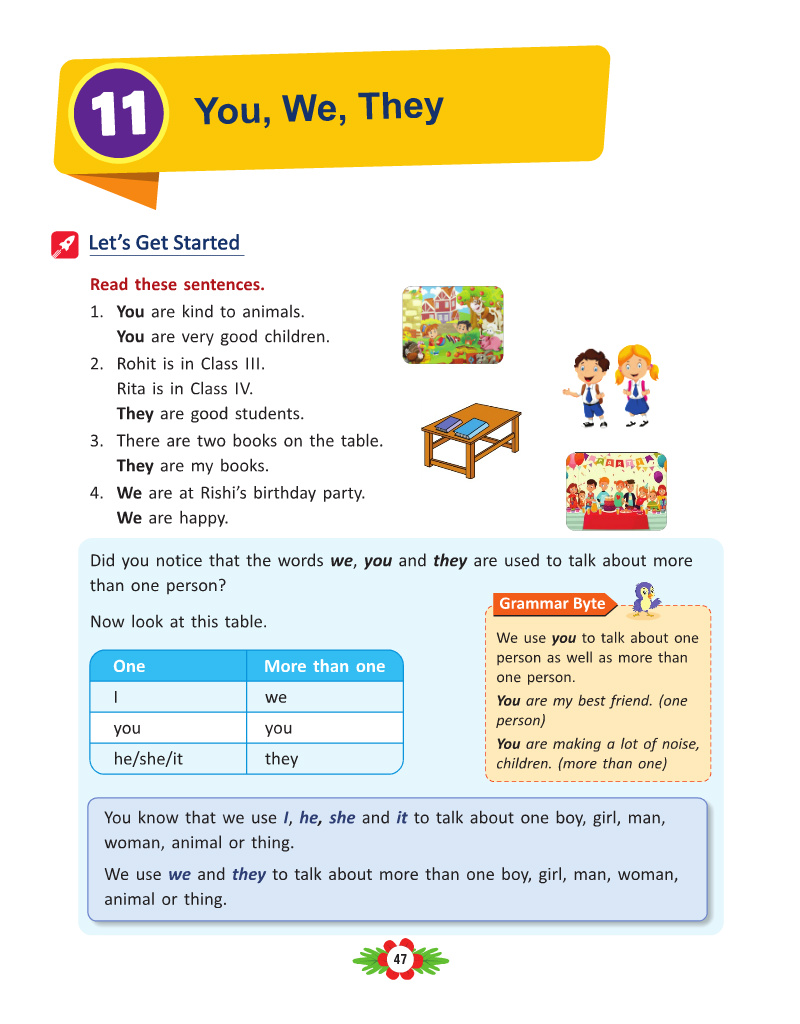 11
You, We, They
Let's Get Started
Read these sentences.
1. You are kind to animals.
You are very good children.
2. Rohit is in Class III.
Rita is in Class IV.
They are good students.
3. There are two books on the table.
They are my books.
4. We are at Rishi's birthday party.
We are happy.
Did you notice that the words we, you and they are used to talk about more
than one person?
Now look at this table.
One More than one
I we
you you
he/she/it they
Grammar Byte
We use you to talk about one
person as well as more than
one person.
You are my best friend. (one
person)
You are making a lot of noise,
children. (more than one)
You know that we use I, he, she and it to talk about one boy, girl, man,
woman, animal or thing.
We use we and they to talk about more than one boy, girl, man, woman,
animal or thing.
47